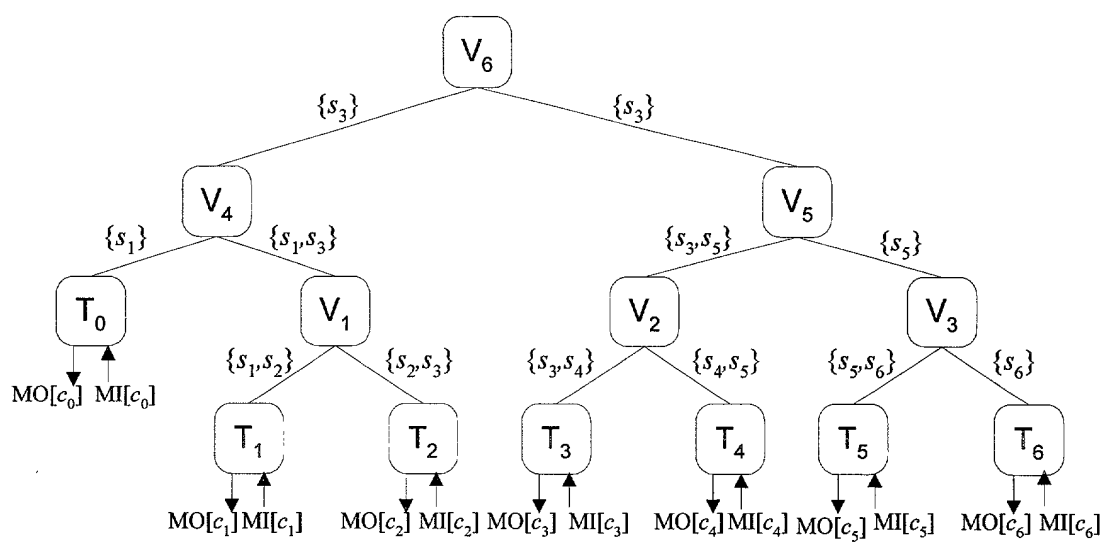 V₆
{s₃} {s₃}
V₄ V₅
{s₁} {s₁,s₃} {s₃,s₅} {s₅}
T₀ V₁ V₂ V₃
{s₁,s₂} {s₂,s₃} {s₃,s₄} {s₄,s₅} {s₅,s₆} {s₆}
MO[c₀] MI[c₀]
T₁ T₂ T₃ T₄ T₅ T₆
MO[c₁] MI[c₁] MO[c₂] MI[c₂] MO[c₃] MI[c₃] MO[c₄] MI[c₄] MO[c₅] MI[c₅] MO[c₆] MI[c₆]